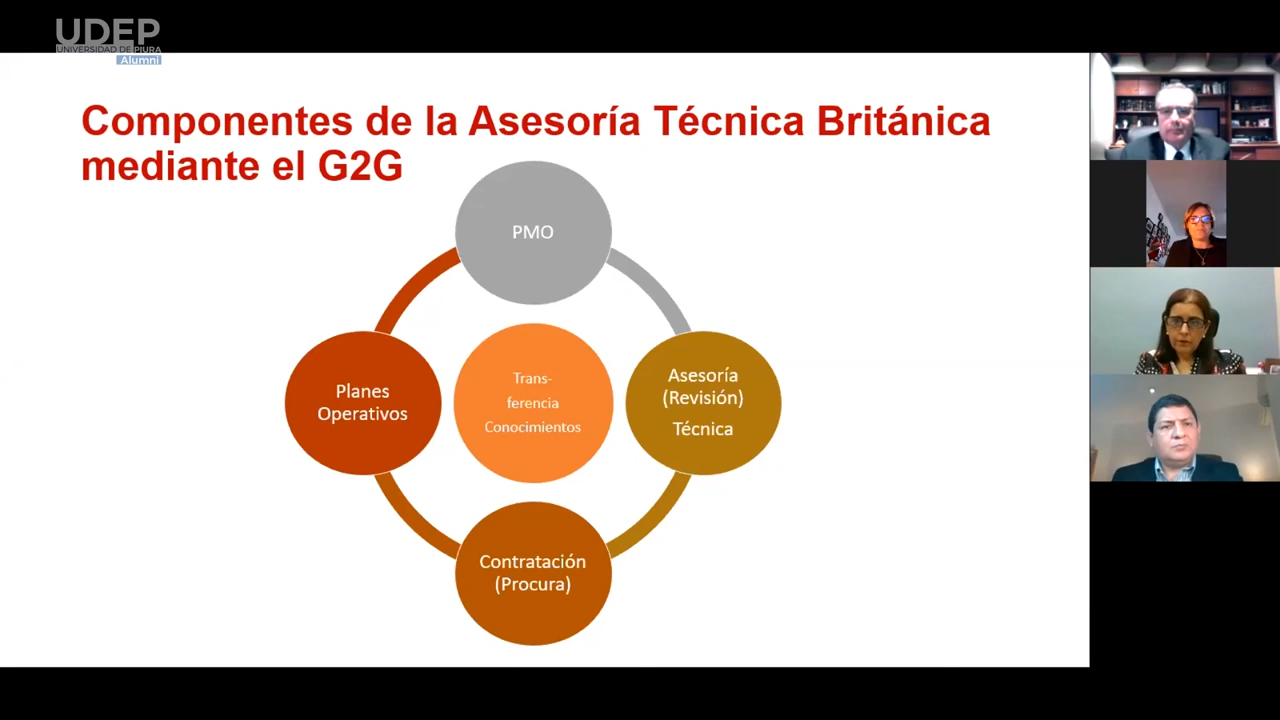 UDEP
UNIVERSIDAD DE PIURA
Alumni
Componentes de la Asesoría Técnica Británica
mediante el G2G
PMO
Planes
Operativos
Trans-
ferencia
Conocimientos
Asesoría
(Revisión)
Técnica
Contratación
(Procura)